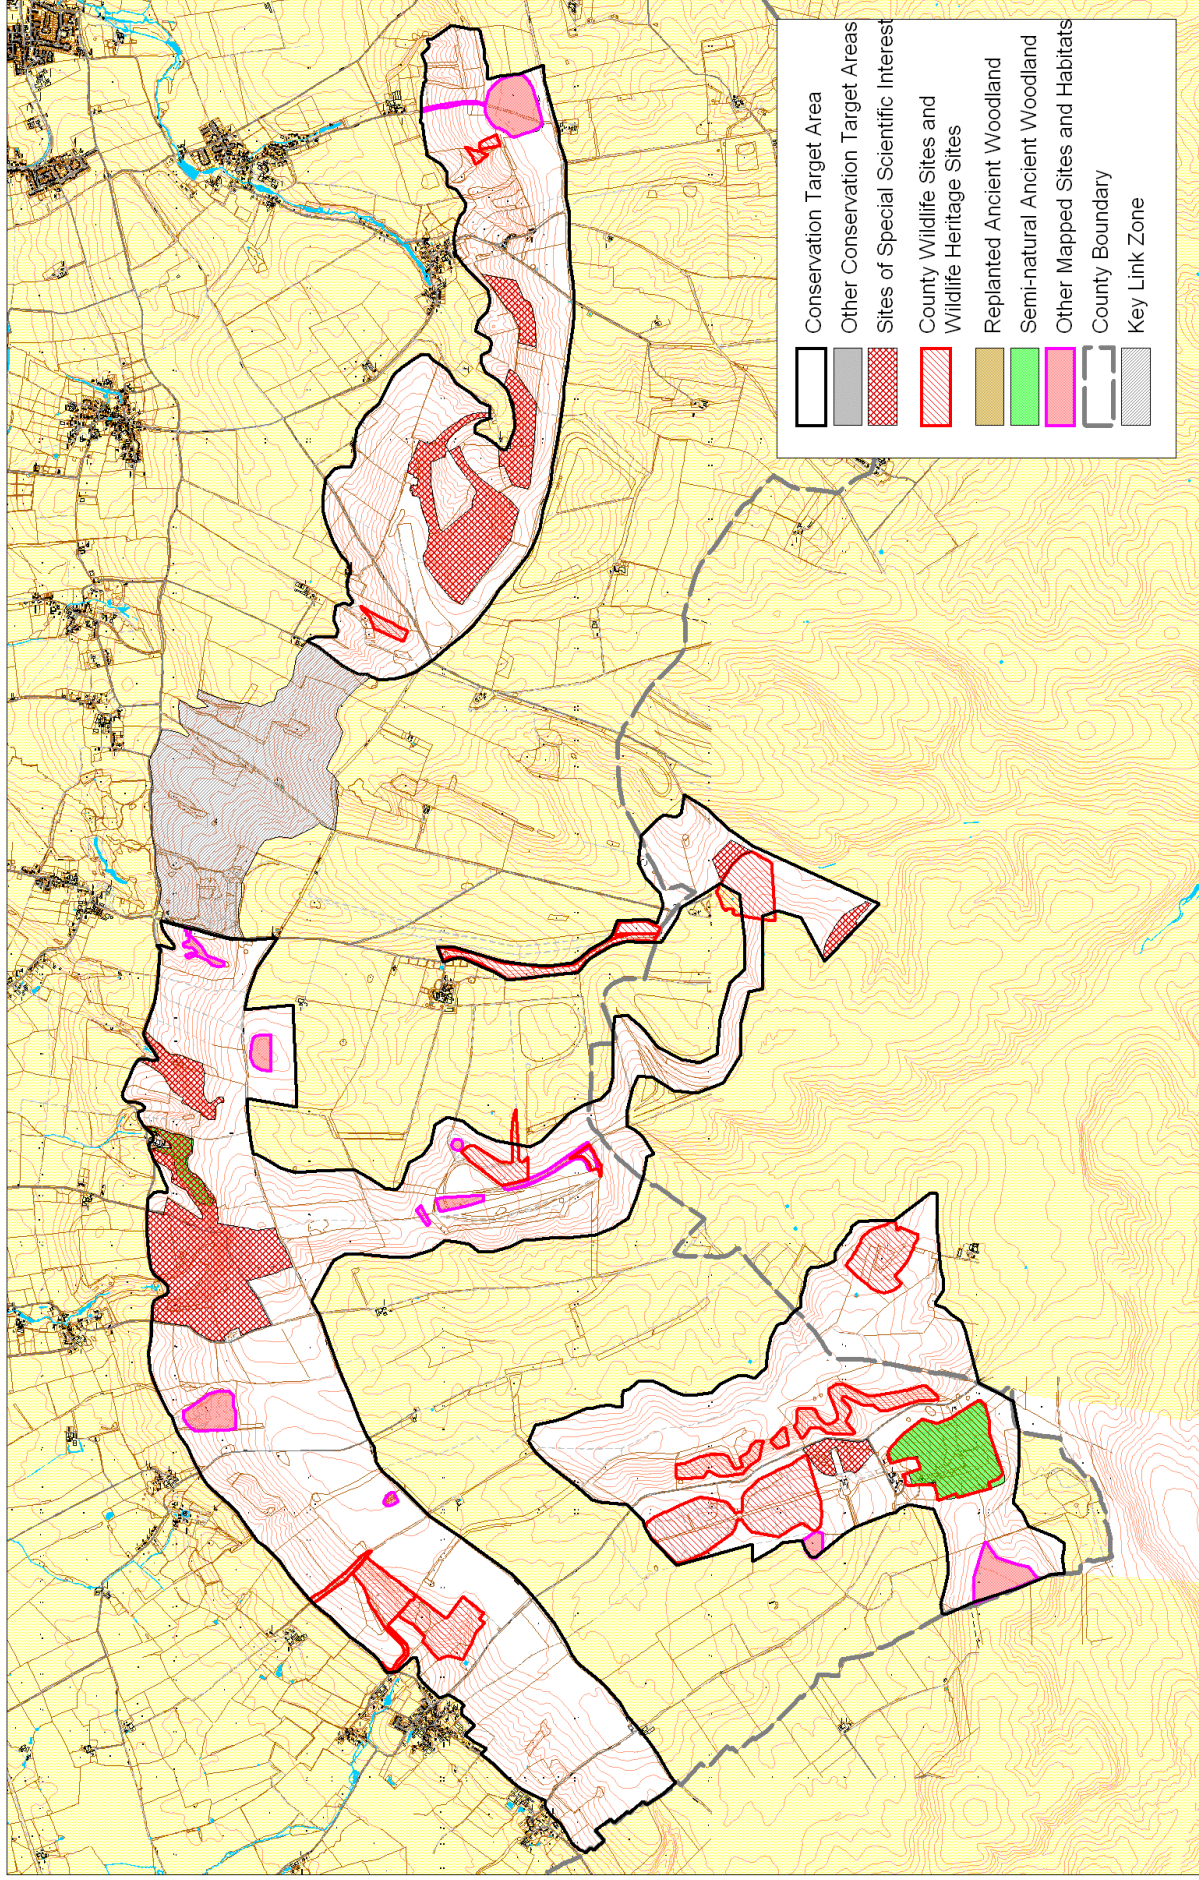 Conservation Target Area
Other Conservation Target Areas
Sites of Special Scientific Interest
County Wildlife Sites and
Wildlife Heritage Sites
Replanted Ancient Woodland
Semi-natural Ancient Woodland
Other Mapped Sites and Habitats
County Boundary
Key Link Zone